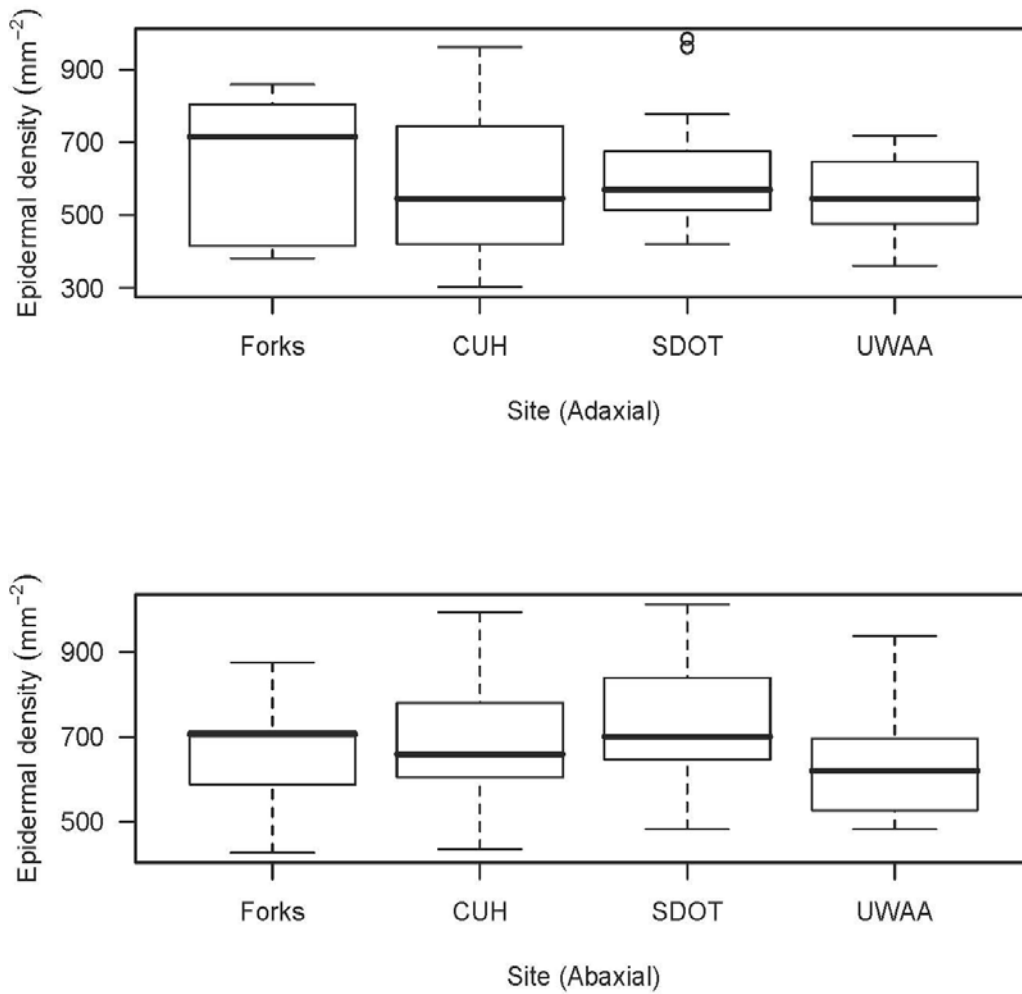 Epidermal density (mm⁻²)
900
700
500
300
Forks CUH SDOT UWAA
Site (Adaxial)
Epidermal density (mm⁻²)
900
700
500
Forks CUH SDOT UWAA
Site (Abaxial)